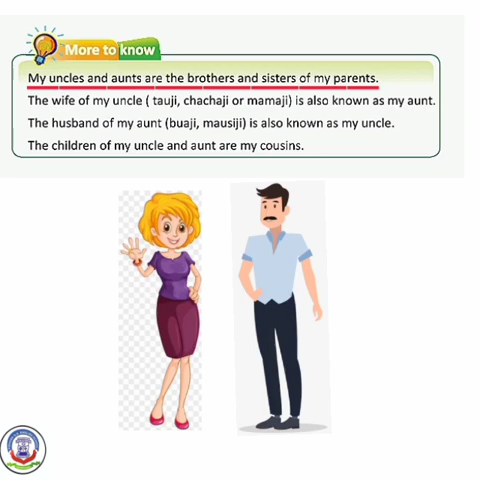 More to know
My uncles and aunts are the brothers and sisters of my parents.
The wife of my uncle ( tauji, chachaji or mamaji) is also known as my aunt.
The husband of my aunt (buaji, mausiji) is also known as my uncle.
The children of my uncle and aunt are my cousins.